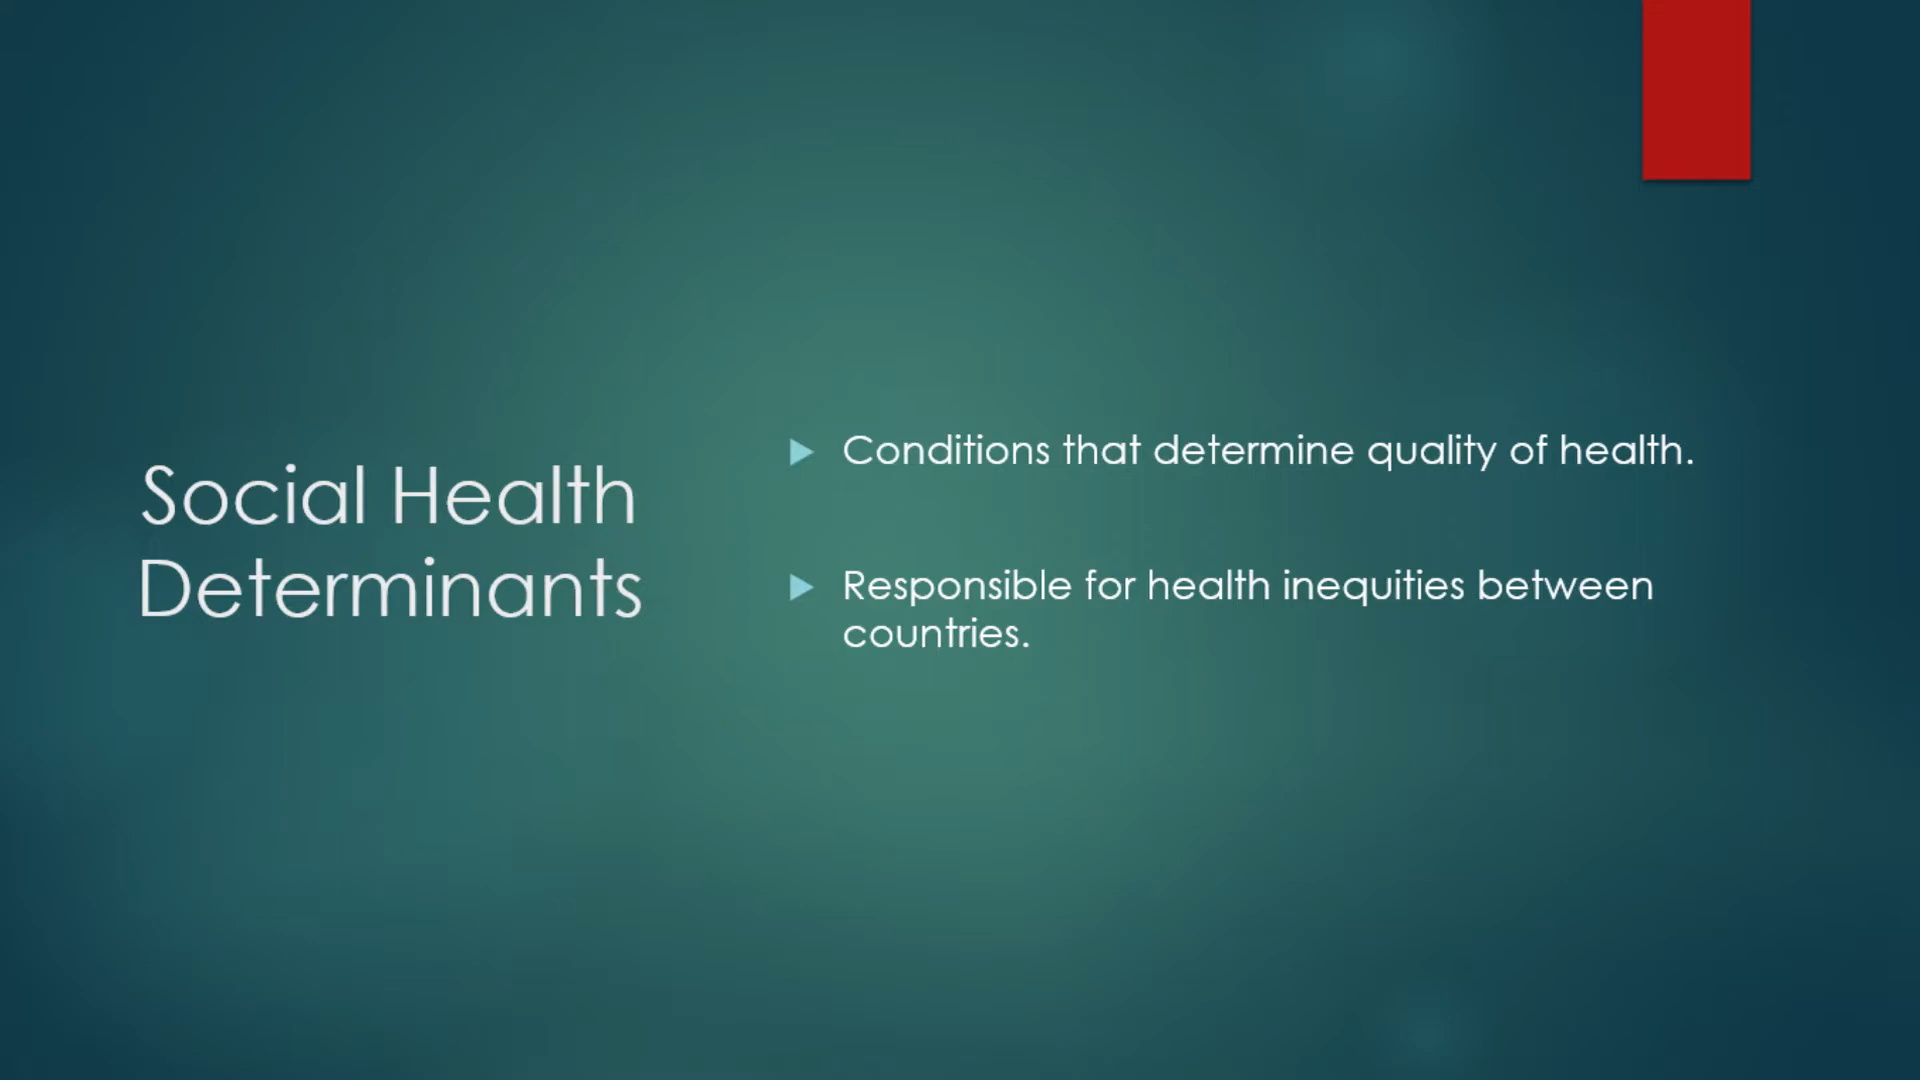 Social Health
Determinants
Conditions that determine quality of health.
Responsible for health inequities between
countries.